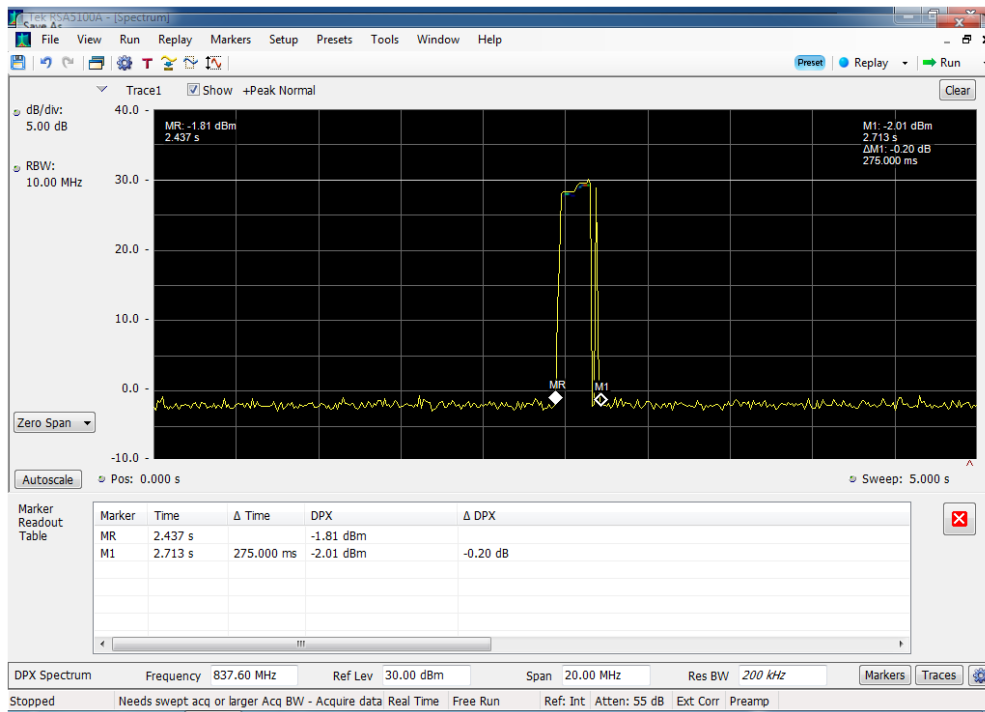 Tek RSA5100A - [Spectrum]
Save As
File View Run Replay Markers Setup Presets Tools Window Help
T Preset Replay Run
Trace1 Show +Peak Normal Clear
dB/div:
5.00 dB
RBW:
10.00 MHz
40.0 -
30.0 -
20.0 -
10.0 -
0.0 -
-10.0 -
MR: -1.81 dBm
2.437 s
M1: -2.01 dBm
2.713 s
ΔM1: -0.20 dB
275.000 ms
MR M1
Zero Span
Autoscale Pos: 0.000 s Sweep: 5.000 s
Marker
Readout
Table
Marker Time Δ Time DPX Δ DPX
MR 2.437 s -1.81 dBm
M1 2.713 s 275.000 ms -2.01 dBm -0.20 dB
DPX Spectrum Frequency 837.60 MHz Ref Lev 30.00 dBm Span 20.00 MHz Res BW 200 kHz Markers Traces
Stopped Needs swept acq or larger Acq BW - Acquire data Real Time Free Run Ref: Int Atten: 55 dB Ext Corr Preamp